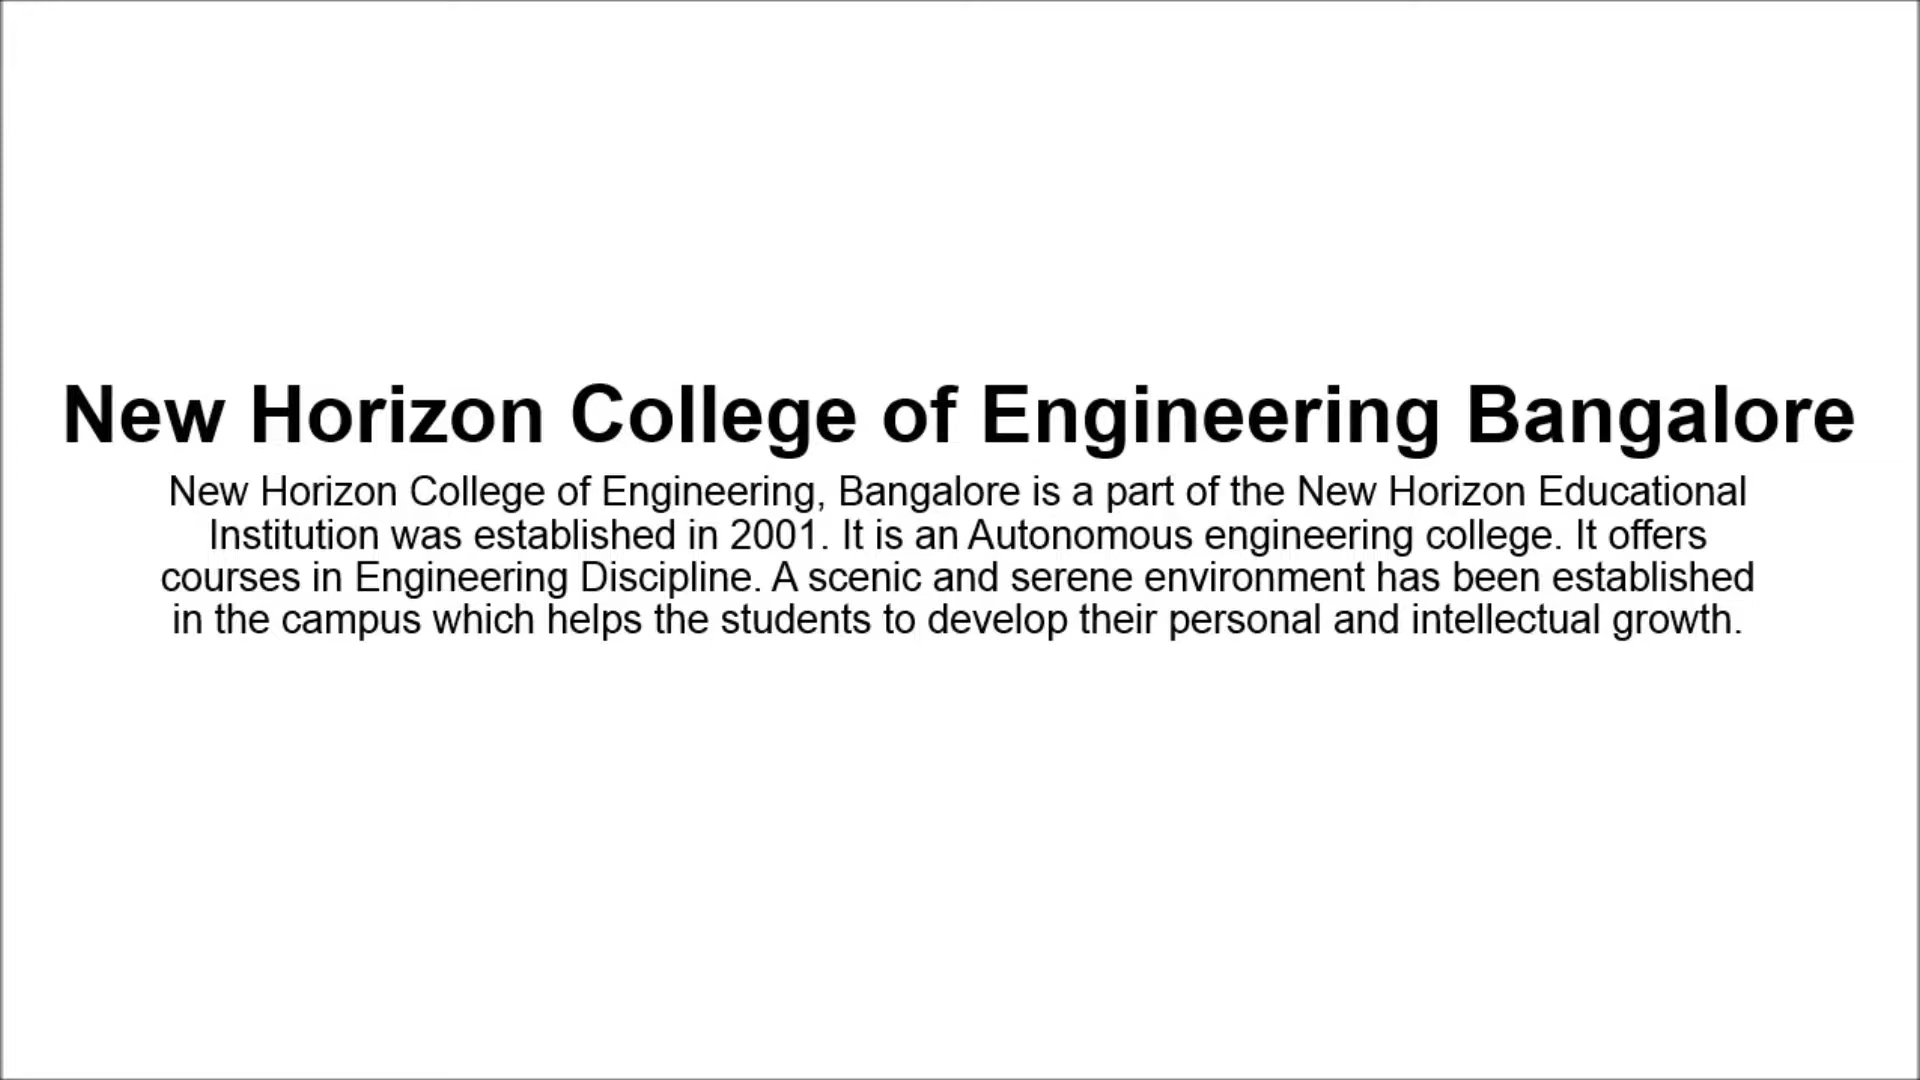 New Horizon College of Engineering Bangalore
New Horizon College of Engineering, Bangalore is a part of the New Horizon Educational
Institution was established in 2001. It is an Autonomous engineering college. It offers
courses in Engineering Discipline. A scenic and serene environment has been established
in the campus which helps the students to develop their personal and intellectual growth.